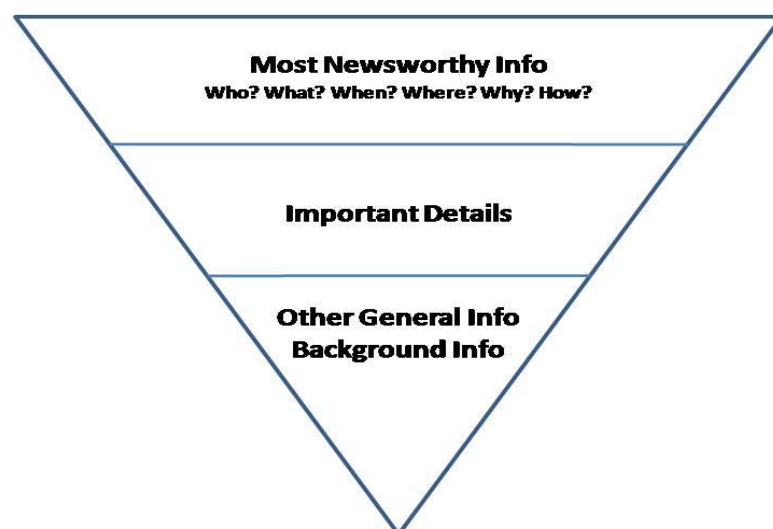 Most Newsworthy Info
Who? What? When? Where? Why? How?
Important Details
Other General Info
Background Info